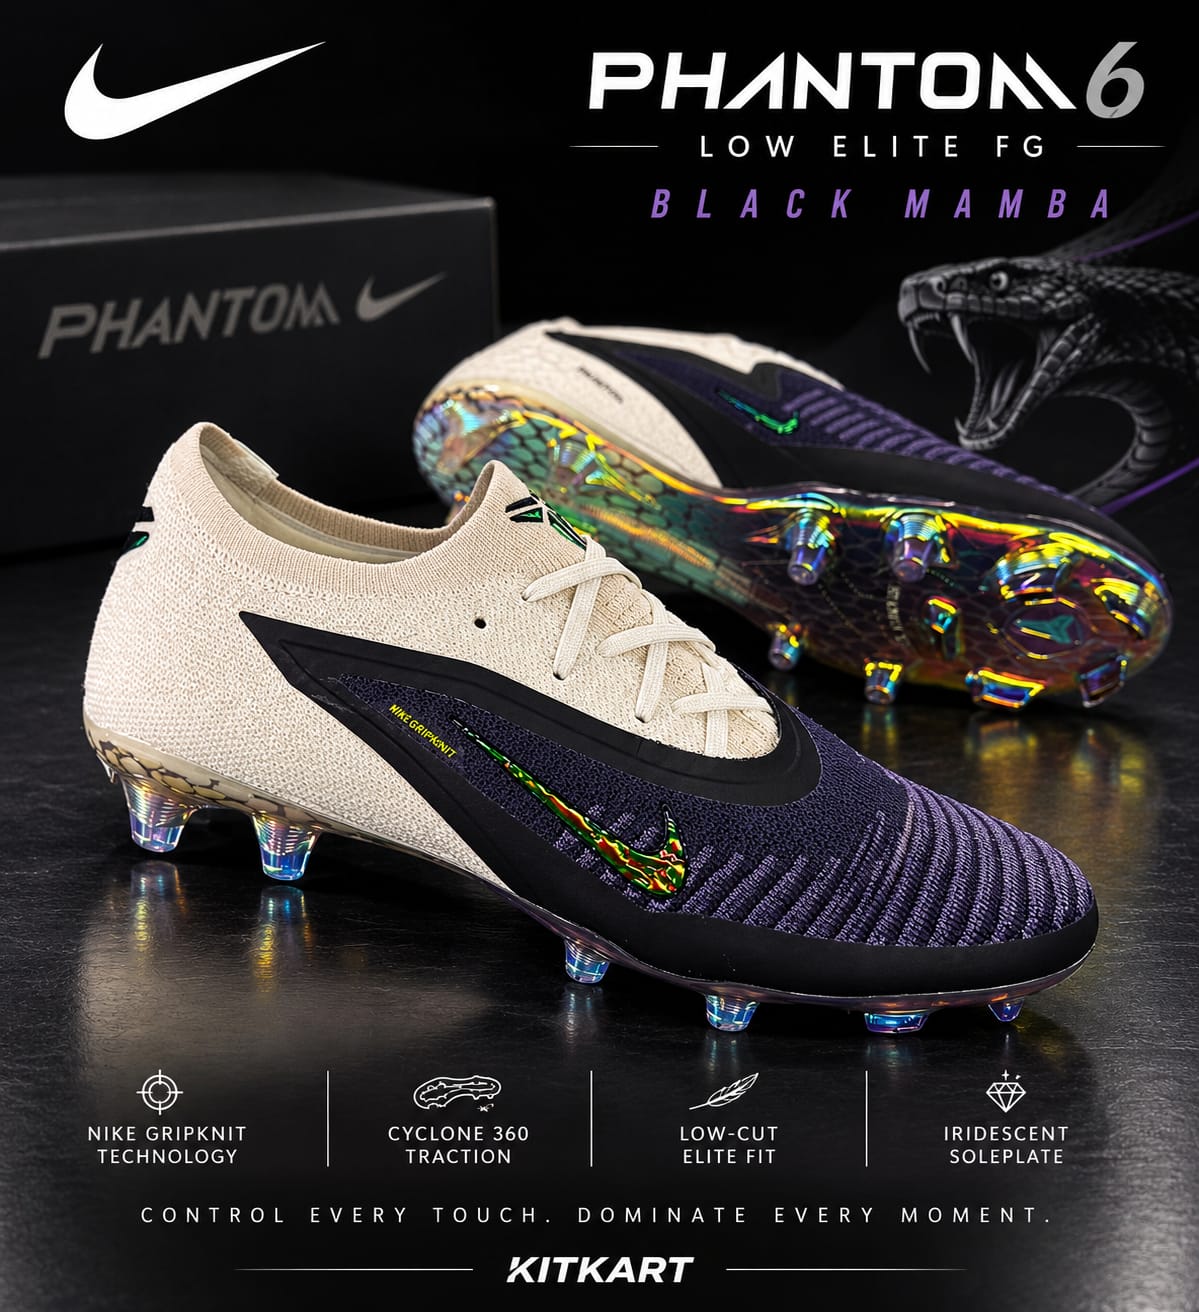 PHANTOM 6
LOW ELITE FG
BLACK MAMBA
PHANTOM
PHANTOM
NIKE GRIPKNIT
NIKE GRIPKNIT
TECHNOLOGY
CYCLONE 360
TRACTION
LOW-CUT
ELITE FIT
IRIDESCENT
SOLEPLATE
CONTROL EVERY TOUCH. DOMINATE EVERY MOMENT.
KITKART